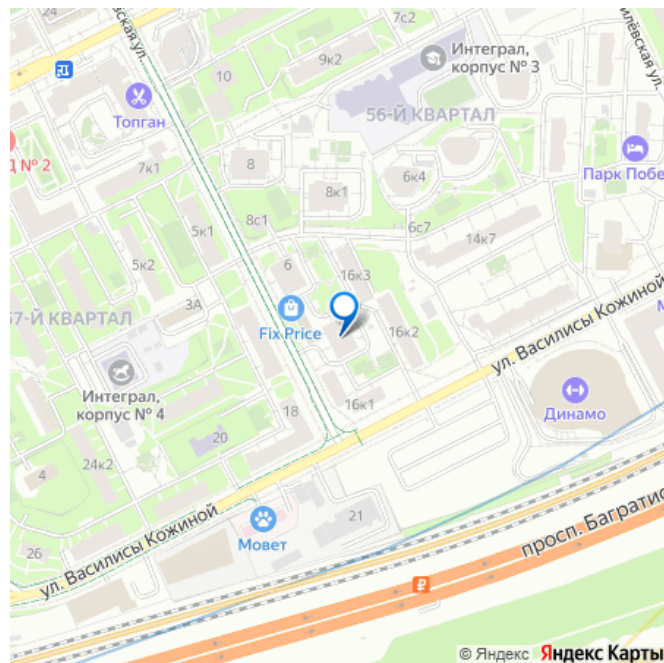 7с2
9к2
Интеграл,
корпус № 3
10
Топган
56-Й КВАРТАЛ
Д № 2
7к1
8
8к1
6к4
Парк Побе
8с1
5к1
6с7
14к7
5к2
6
16к3
3А
57-Й КВАРТАЛ
Fix Price
16к2
ул. Василисы Кожиной
Интеграл,
корпус № 4
Динамо
16к1
18
20
4
24к2
21
Мовет
26
ул. Василисы Кожиной
просп. Багратио
© Яндекс Яндекс Карты